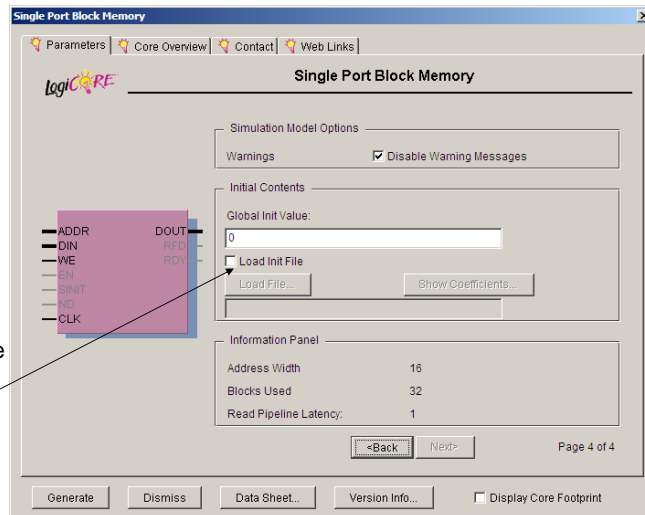 Single Port Block Memory
Parameters Core Overview Contact Web Links
LogiCORE
Single Port Block Memory
Simulation Model Options
Warnings Disable Warning Messages
Initial Contents
Global Init Value:
0
Load Init File
Load File... Show Coefficients...
ADDR DOUT
DIN RFD
WE RDY
EN
SINIT
ND
CLK
e
Information Panel
Address Width 16
Blocks Used 32
Read Pipeline Latency: 1
<Back Next> Page 4 of 4
Generate Dismiss Data Sheet... Version Info... Display Core Footprint